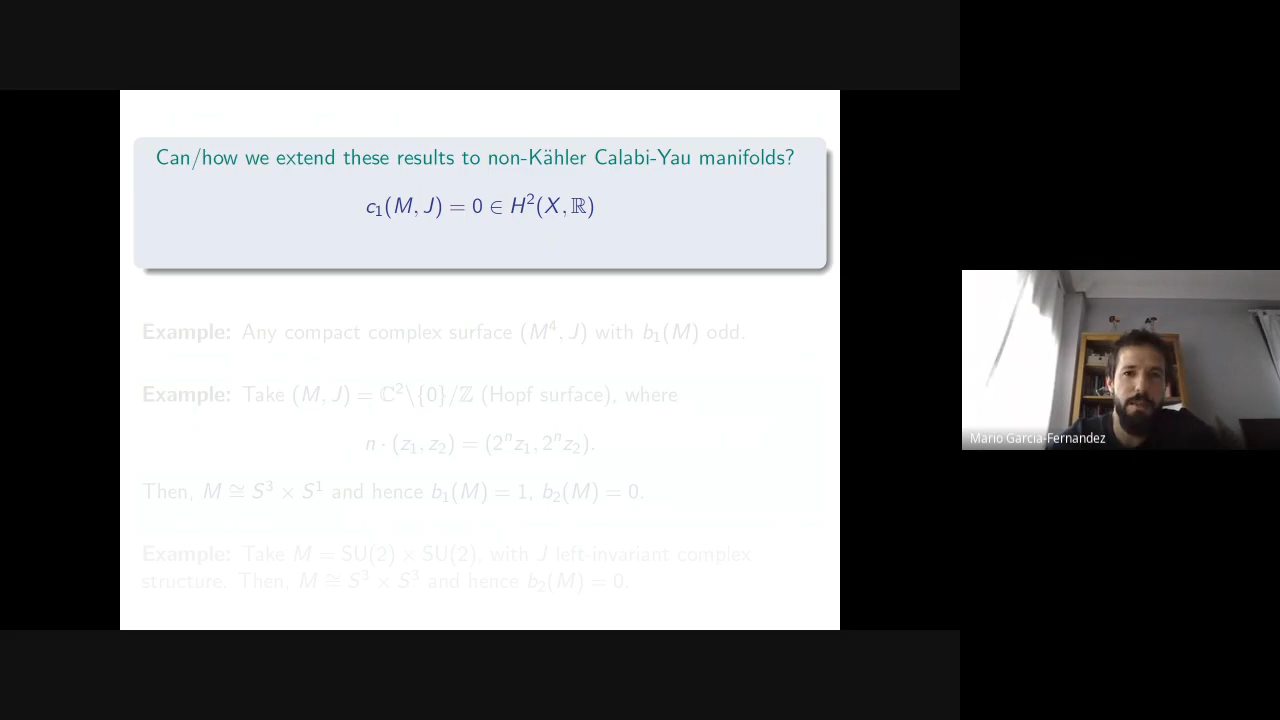 Can/how we extend these results to non-Kähler Calabi-Yau manifolds?
c₁(M, J) = 0 ∈ H²(X, ℝ)
Example: Any compact complex surface (M⁴, J) with b₁(M) odd.
Example: Take (M, J) = ℂ²\{0}/ℤ (Hopf surface), where
n · (z₁, z₂) = (2ⁿz₁, 2ⁿz₂).
Then, M ≅ S³ × S¹ and hence b₁(M) = 1, b₂(M) = 0.
Example: Take M = SU(2) × SU(2), with J left-invariant complex
structure. Then, M ≅ S³ × S³ and hence b₂(M) = 0.
Mario Garcia-Fernandez